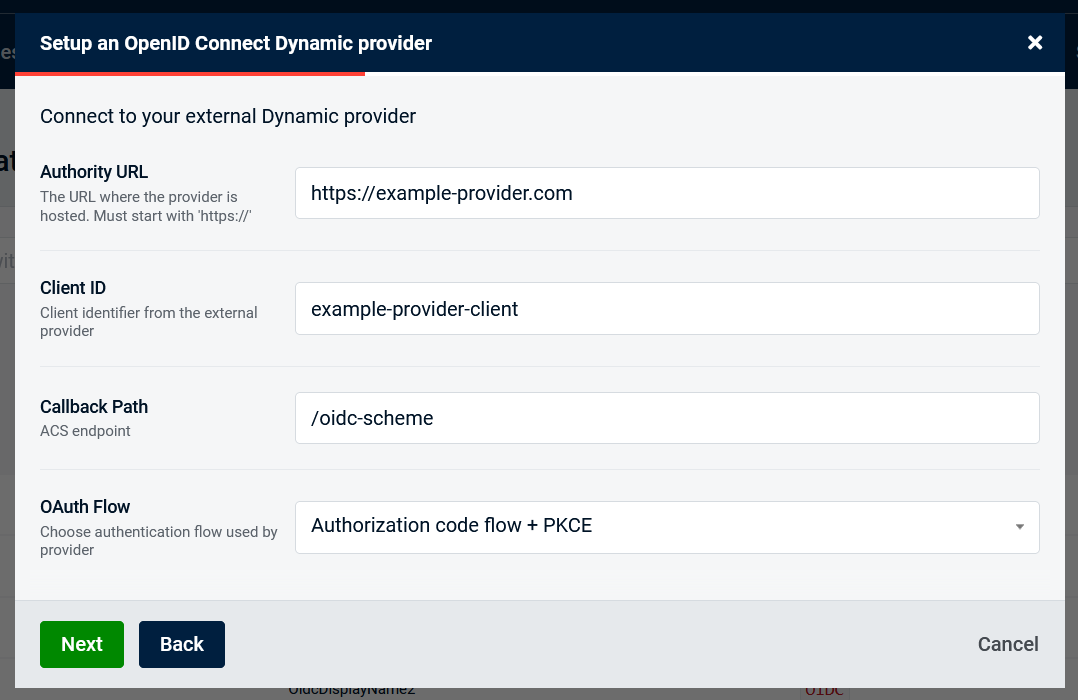 Setup an OpenID Connect Dynamic provider
Connect to your external Dynamic provider
Authority URL
The URL where the provider is
hosted. Must start with 'https://'
https://example-provider.com
Client ID
Client identifier from the external
provider
example-provider-client
Callback Path
ACS endpoint
/oidc-scheme
OAuth Flow
Choose authentication flow used by
provider
Authorization code flow + PKCE
Next
Back
Cancel
OidcDisplayName2
OIDC